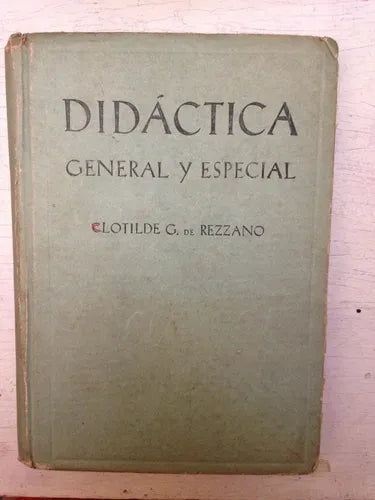 DIDÁCTICA
GENERAL Y ESPECIAL
CLOTILDE G. DE REZZANO